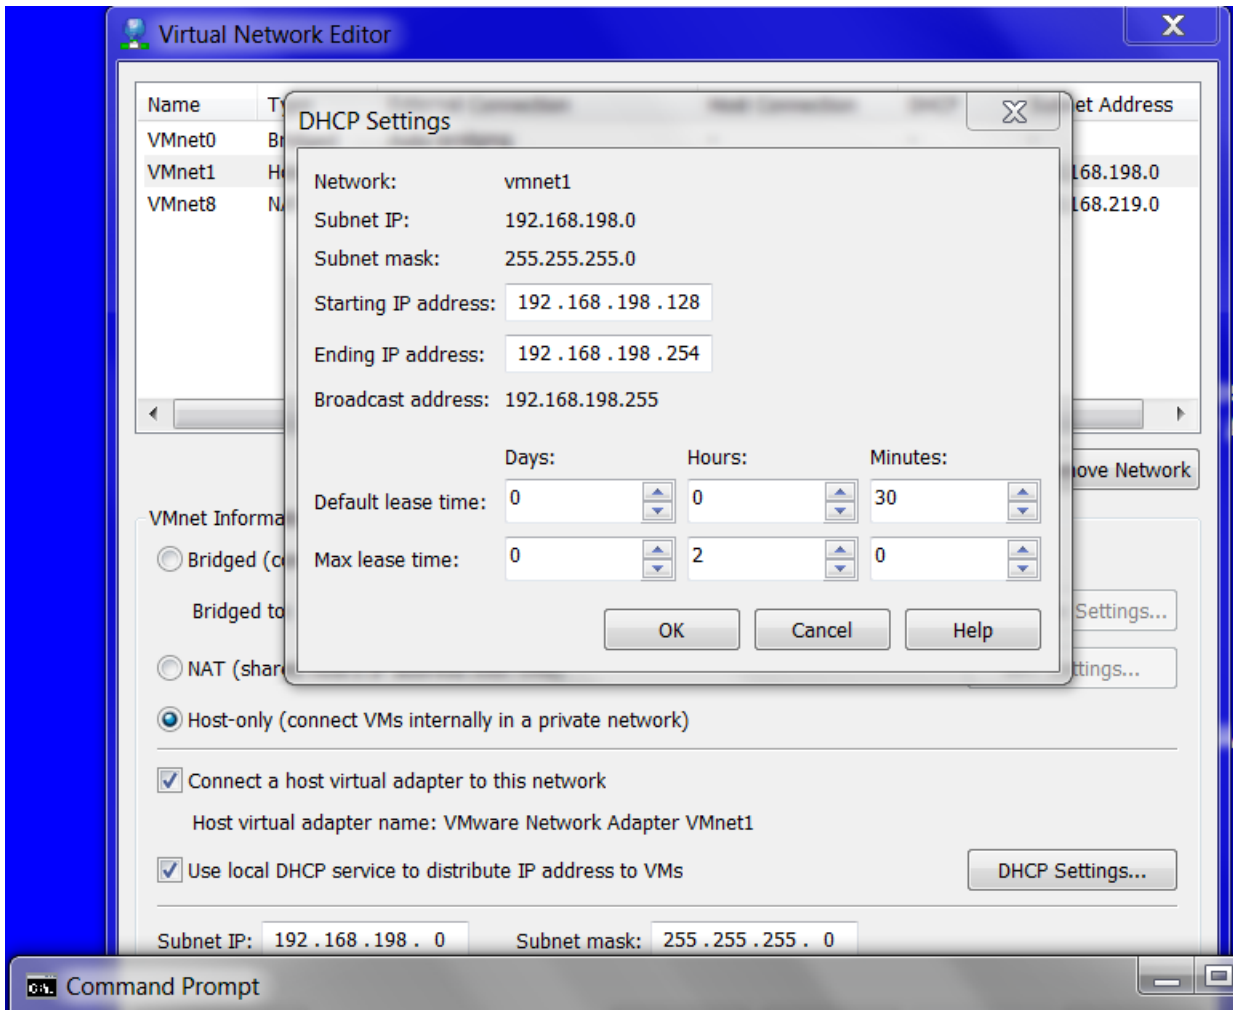 Virtual Network Editor
Name
et Address
VMnet0
VMnet1
168.198.0
VMnet8
168.219.0
DHCP Settings
Network: vmnet1
Subnet IP: 192.168.198.0
Subnet mask: 255.255.255.0
Starting IP address: 192 . 168 . 198 . 128
Ending IP address: 192 . 168 . 198 . 254
Broadcast address: 192.168.198.255
Days: Hours: Minutes:
Default lease time: 0 0 30
Max lease time: 0 2 0
OK Cancel Help
ove Network
VMnet Informa
Bridged (c
Bridged to
Settings...
NAT (share
ttings...
Host-only (connect VMs internally in a private network)
Connect a host virtual adapter to this network
Host virtual adapter name: VMware Network Adapter VMnet1
Use local DHCP service to distribute IP address to VMs DHCP Settings...
Subnet IP: 192 . 168 . 198 . 0 Subnet mask: 255 . 255 . 255 . 0
C:\. Command Prompt